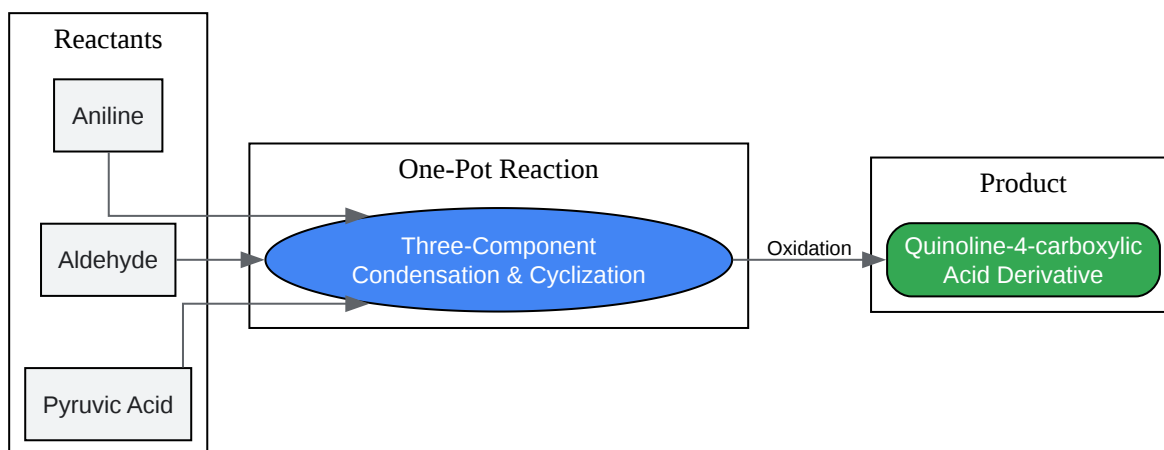 Reactants
Aniline
Aldehyde
Pyruvic Acid
One-Pot Reaction
Three-Component
Condensation & Cyclization
Oxidation
Product
Quinoline-4-carboxylic
Acid Derivative